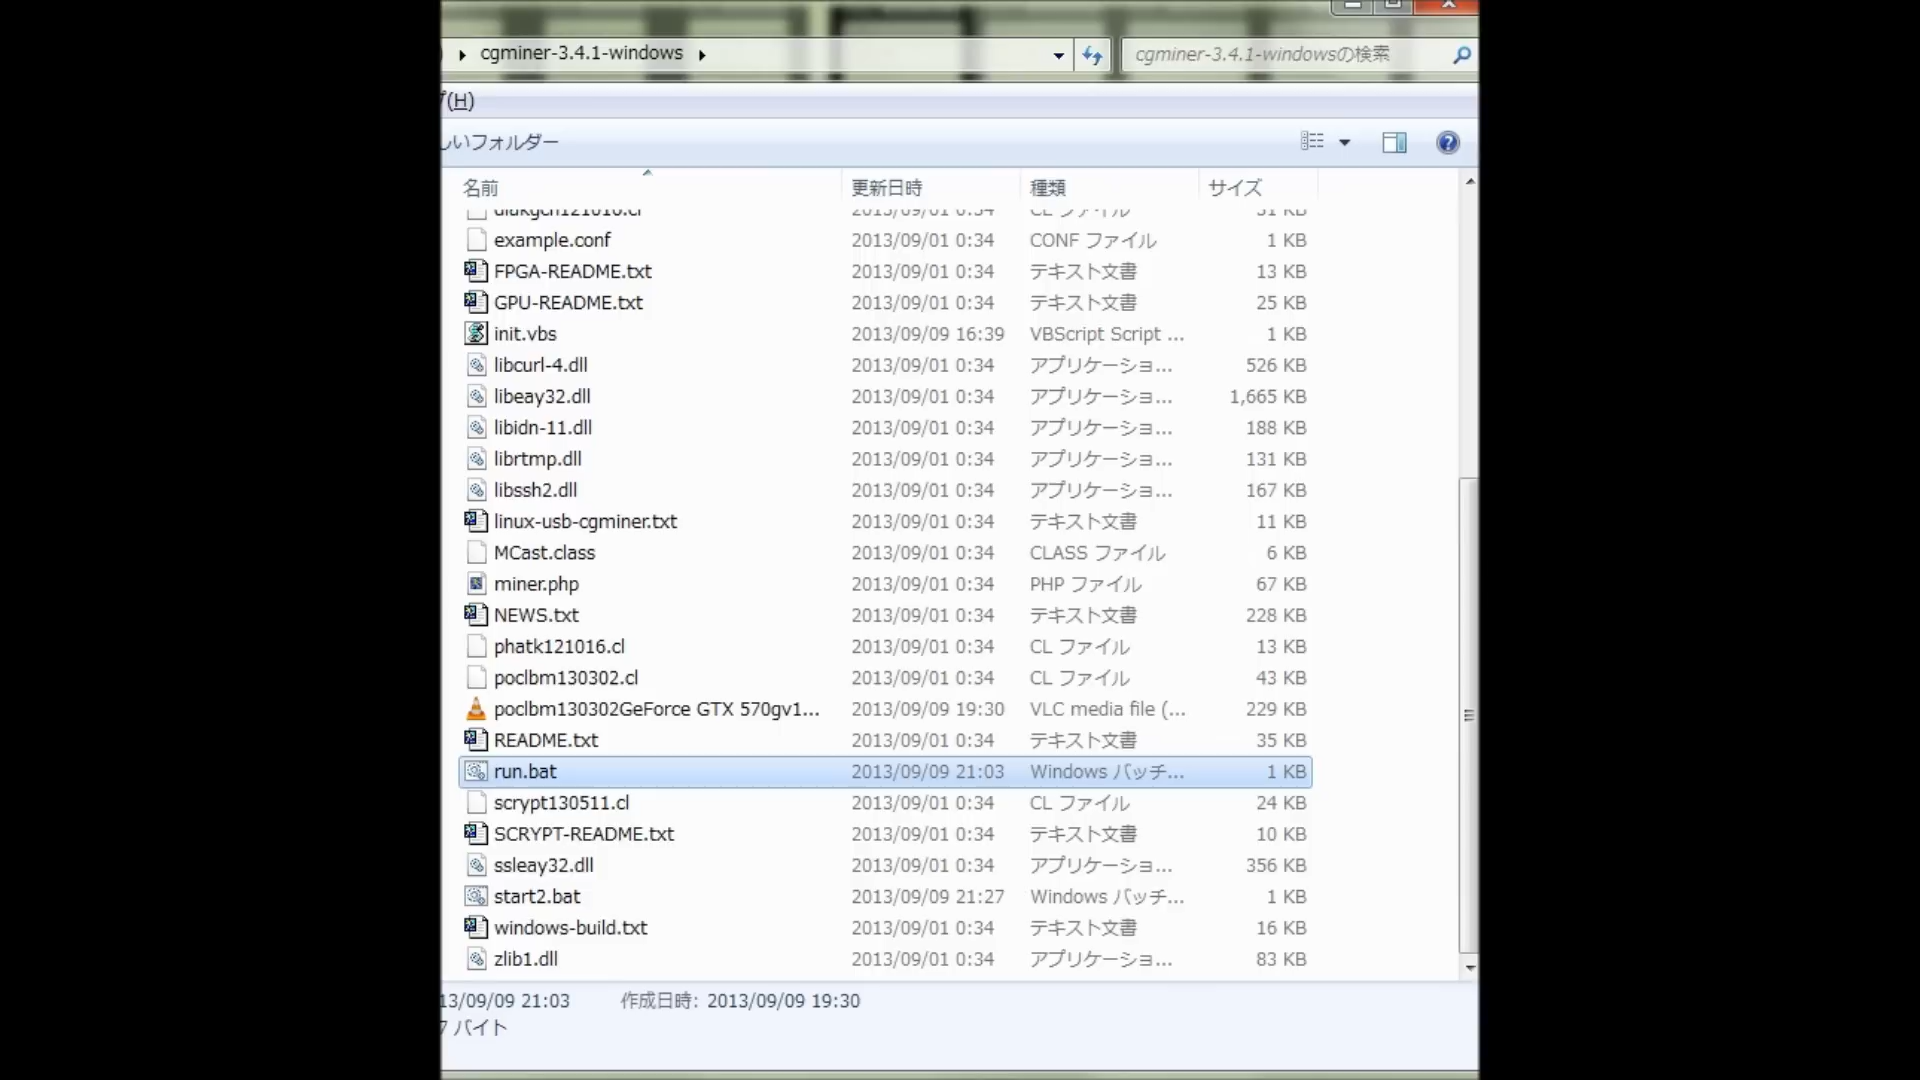 cgminer-3.4.1-windows
cgminer-3.4.1-windowsの検索
(H)
しいフォルダー
名前 更新日時 種類 サイズ
2013/09/01 0:34 CL ファイル 31 KB
example.conf 2013/09/01 0:34 CONF ファイル 1 KB
FPGA-README.txt 2013/09/01 0:34 テキスト文書 13 KB
GPU-README.txt 2013/09/01 0:34 テキスト文書 25 KB
init.vbs 2013/09/09 16:39 VBScript Script ... 1 KB
libcurl-4.dll 2013/09/01 0:34 アプリケーショ... 526 KB
libeay32.dll 2013/09/01 0:34 アプリケーショ... 1,665 KB
libidn-11.dll 2013/09/01 0:34 アプリケーショ... 188 KB
librtmp.dll 2013/09/01 0:34 アプリケーショ... 131 KB
libssh2.dll 2013/09/01 0:34 アプリケーショ... 167 KB
linux-usb-cgminer.txt 2013/09/01 0:34 テキスト文書 11 KB
MCast.class 2013/09/01 0:34 CLASS ファイル 6 KB
miner.php 2013/09/01 0:34 PHP ファイル 67 KB
NEWS.txt 2013/09/01 0:34 テキスト文書 228 KB
phatk121016.cl 2013/09/01 0:34 CL ファイル 13 KB
poclbm130302.cl 2013/09/01 0:34 CL ファイル 43 KB
poclbm130302GeForce GTX 570gv1... 2013/09/09 19:30 VLC media file (... 229 KB
README.txt 2013/09/01 0:34 テキスト文書 35 KB
run.bat 2013/09/09 21:03 Windows バッチ... 1 KB
scrypt130511.cl 2013/09/01 0:34 CL ファイル 24 KB
SCRYPT-README.txt 2013/09/01 0:34 テキスト文書 10 KB
ssleay32.dll 2013/09/01 0:34 アプリケーショ... 356 KB
start2.bat 2013/09/09 21:27 Windows バッチ... 1 KB
windows-build.txt 2013/09/01 0:34 テキスト文書 16 KB
zlib1.dll 2013/09/01 0:34 アプリケーショ... 83 KB
13/09/09 21:03 作成日時: 2013/09/09 19:30
バイト